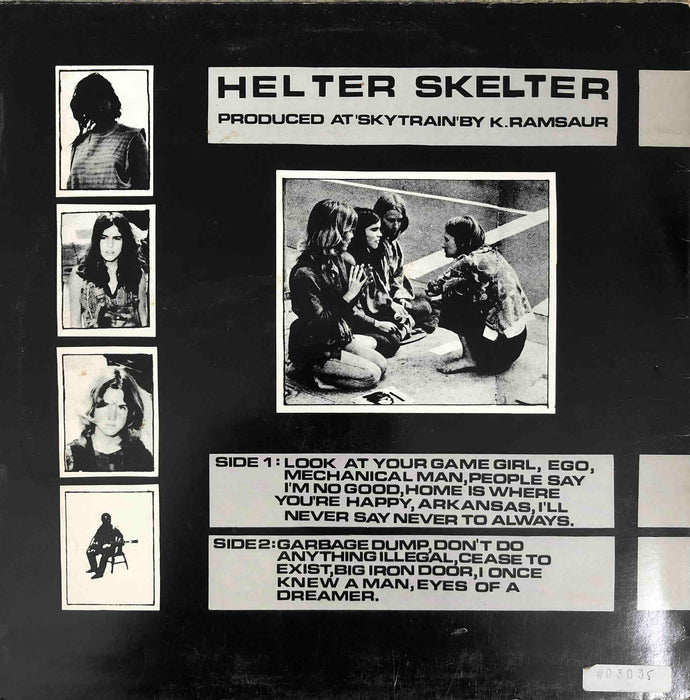 HELTER SKELTER
PRODUCED AT 'SKYTRAIN' BY K.RAMSAUR
SIDE 1: LOOK AT YOUR GAME GIRL, EGO,
MECHANICAL MAN, PEOPLE SAY
I'M NO GOOD, HOME IS WHERE
YOU'RE HAPPY, ARKANSAS, I'LL
NEVER SAY NEVER TO ALWAYS.
SIDE2: GARBAGE DUMP, DON'T DO
ANYTHING ILLEGAL, CEASE TO
EXIST, BIG IRON DOOR, I ONCE
KNEW A MAN, EYES OF A
DREAMER.
#03035